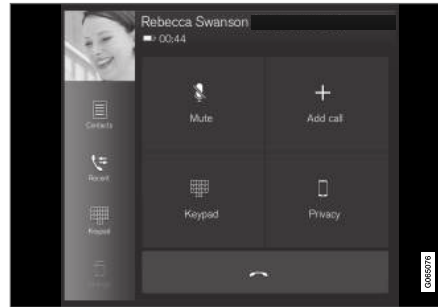 Rebecca Swanson
00:44
Mute
Add call
Contacts
Recent
Keypad
Privacy
Keypad
G065076